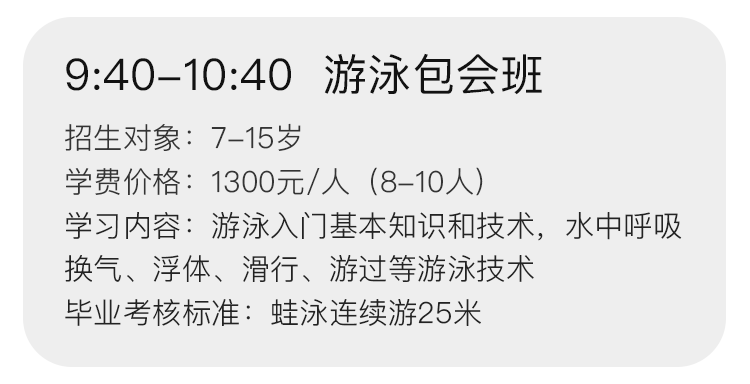 9:40-10:40 游泳包会班
招生对象：7-15岁
学费价格：1300元/人（8-10人）
学习内容：游泳入门基本知识和技术，水中呼吸
换气、浮体、滑行、游过等游泳技术
毕业考核标准：蛙泳连续游25米